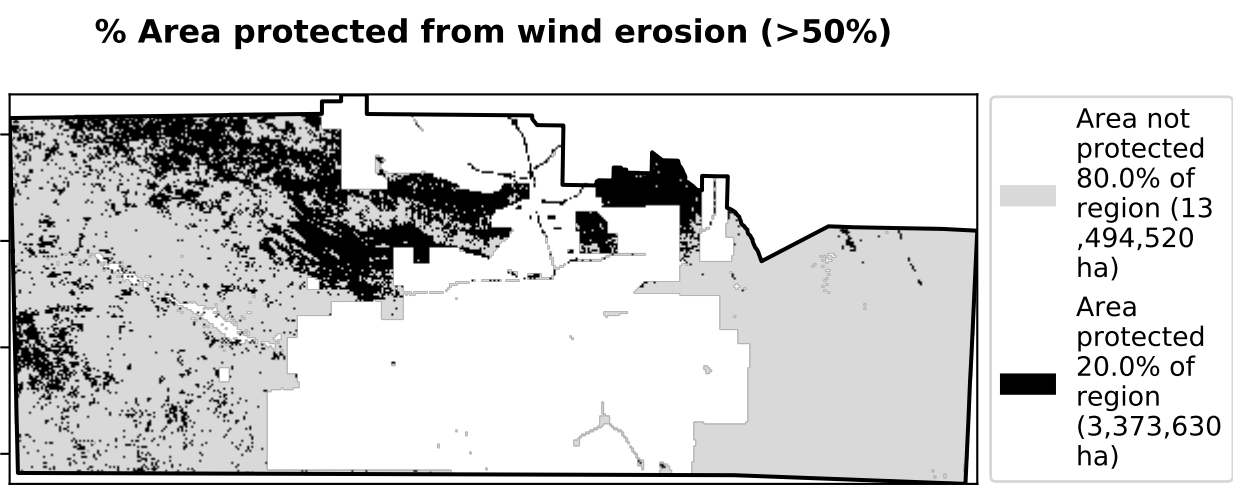 % Area protected from wind erosion (>50%)
Area not
protected
80.0% of
region (13
,494,520
ha)
Area
protected
20.0% of
region
(3,373,630
ha)